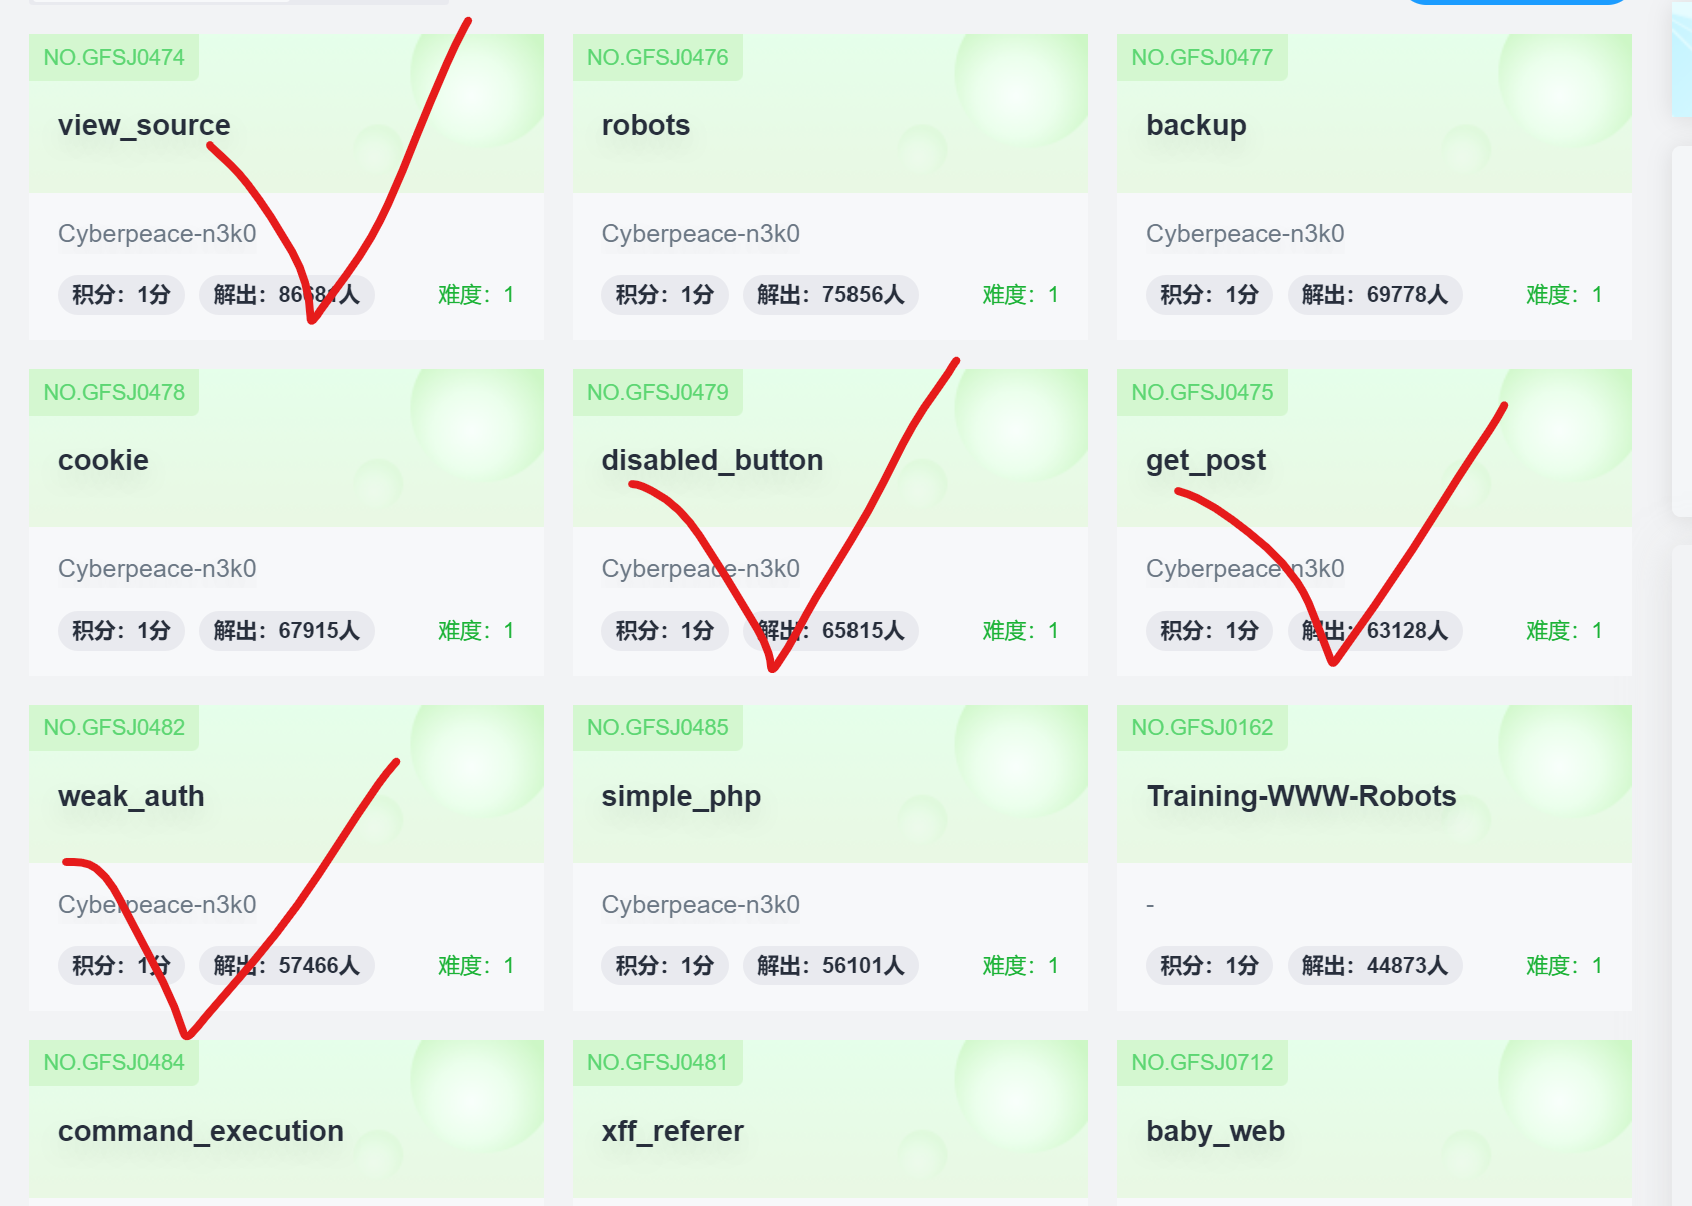 NO.GFSJ0474
view_source
Cyberpeace-n3k0
积分：1分 解出：86681人 难度：1
NO.GFSJ0476
robots
Cyberpeace-n3k0
积分：1分 解出：75856人 难度：1
NO.GFSJ0477
backup
Cyberpeace-n3k0
积分：1分 解出：69778人 难度：1
NO.GFSJ0478
cookie
Cyberpeace-n3k0
积分：1分 解出：67915人 难度：1
NO.GFSJ0479
disabled_button
Cyberpeace-n3k0
积分：1分 解出：65815人 难度：1
NO.GFSJ0475
get_post
Cyberpeace-n3k0
积分：1分 解出：63128人 难度：1
NO.GFSJ0482
weak_auth
Cyberpeace-n3k0
积分：1分 解出：57466人 难度：1
NO.GFSJ0485
simple_php
Cyberpeace-n3k0
积分：1分 解出：56101人 难度：1
NO.GFSJ0162
Training-WWW-Robots
-
积分：1分 解出：44873人 难度：1
NO.GFSJ0484
command_execution
NO.GFSJ0481
xff_referer
NO.GFSJ0712
baby_web